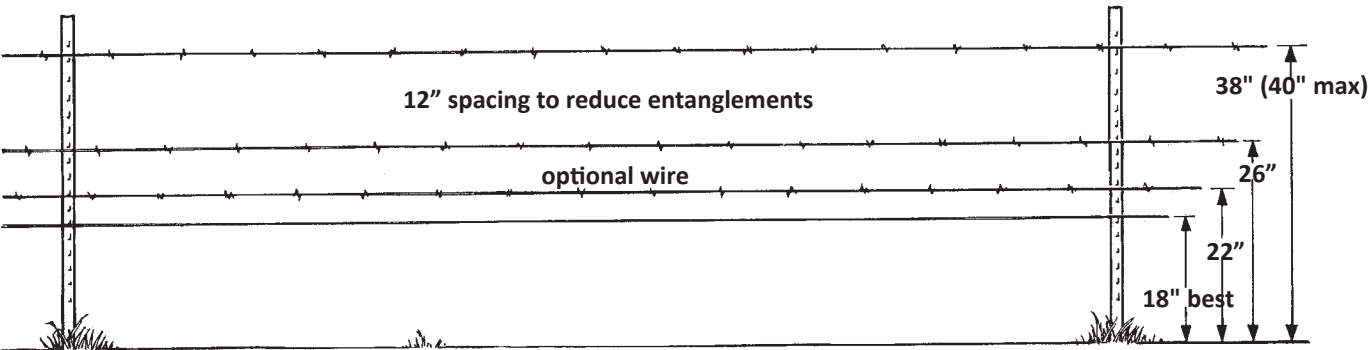 38" (40" max)
12” spacing to reduce entanglements
26”
optional wire
22”
18" best